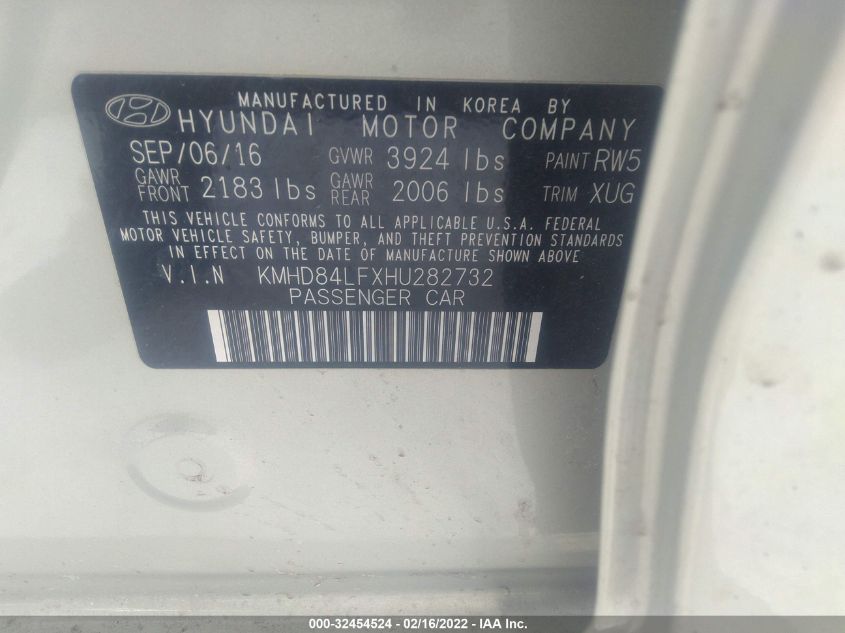 MANUFACTURED IN KOREA BY
HYUNDAI MOTOR COMPANY
SEP/06/16 GVWR 3924 lbs PAINT RW5
GAWR FRONT 2183 lbs GAWR REAR 2006 lbs TRIM XUG
THIS VEHICLE CONFORMS TO ALL APPLICABLE U.S.A. FEDERAL
MOTOR VEHICLE SAFETY, BUMPER, AND THEFT PREVENTION STANDARDS
IN EFFECT ON THE DATE OF MANUFACTURE SHOWN ABOVE
V.I.N KMHD84LFXHU282732
PASSENGER CAR
000-32454524 - 02/16/2022 - IAA Inc.